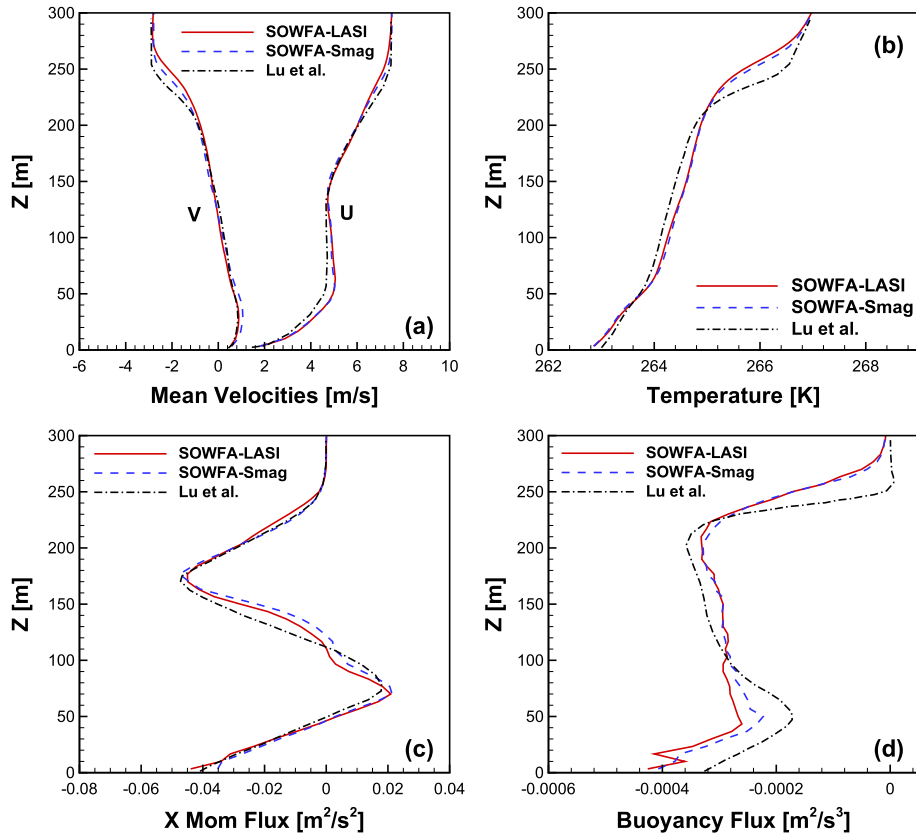 300
250
200
150
100
50
0
Z [m]
SOWFA-LASI
SOWFA-Smag
Lu et al.
V
U
(a)
-6 -4 -2 0 2 4 6 8 10
Mean Velocities [m/s]
300
250
200
150
100
50
0
Z [m]
(b)
SOWFA-LASI
SOWFA-Smag
Lu et al.
262 264 266 268
Temperature [K]
300
250
200
150
100
50
0
Z [m]
SOWFA-LASI
SOWFA-Smag
Lu et al.
(c)
-0.08 -0.06 -0.04 -0.02 0 0.02 0.04
X Mom Flux [m²/s²]
300
250
200
150
100
50
0
Z [m]
SOWFA-LASI
SOWFA-Smag
Lu et al.
(d)
-0.0006 -0.0004 -0.0002 0
Buoyancy Flux [m²/s³]